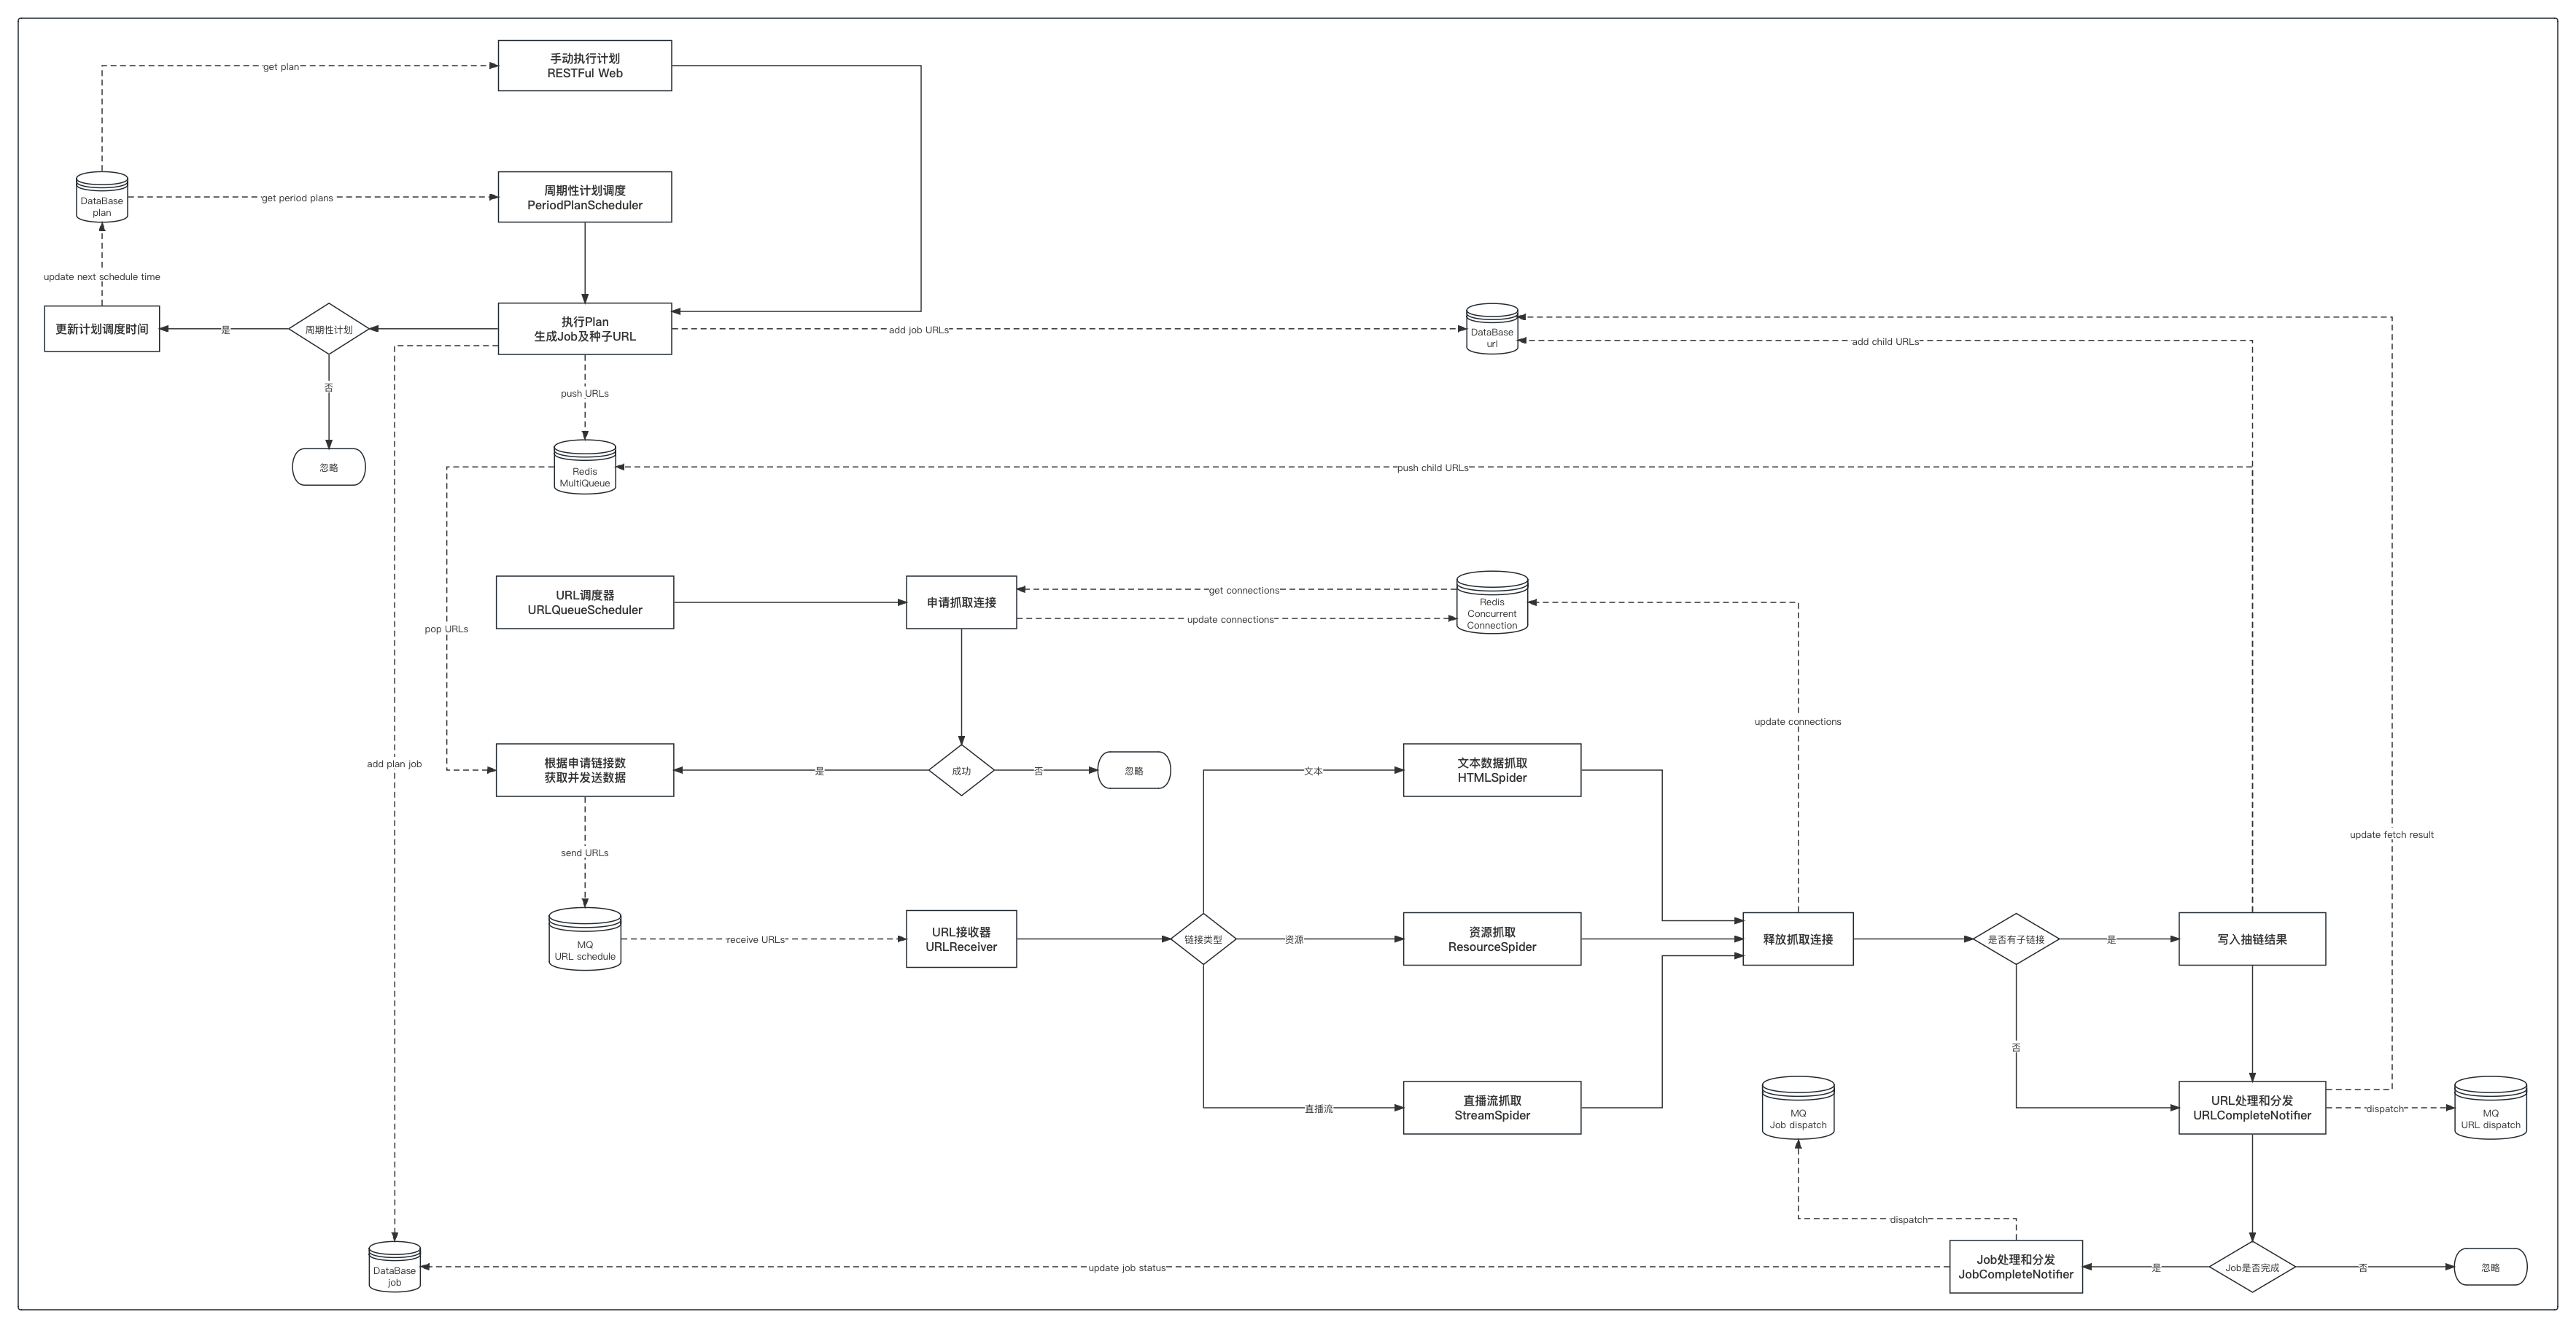 手动执行计划
RESTFul Web
get plan
周期性计划调度
PeriodPlanScheduler
DataBase
plan
get period plans
update next schedule time
更新计划调度时间
是
周期性计划
执行Plan
生成Job及种子URL
add job URLs
DataBase
url
add child URLs
否
push URLs
忽略
Redis
MultiQueue
push child URLs
URL调度器
URLQueueScheduler
申请抓取连接
get connections
update connections
Redis
Concurrent
Connection
pop URLs
update connections
add plan job
根据申请链接数
获取并发送数据
是
成功
否
忽略
文本
文本数据抓取
HTMLSpider
update fetch result
send URLs
MQ
URL schedule
receive URLs
URL接收器
URLReceiver
链接类型
资源
资源抓取
ResourceSpider
释放抓取连接
是否有子链接
是
写入抽链结果
否
直播流
直播流抓取
StreamSpider
MQ
Job dispatch
URL处理和分发
URLCompleteNotifier
dispatch
MQ
URL dispatch
dispatch
DataBase
job
update job status
Job处理和分发
JobCompleteNotifier
是
Job是否完成
否
忽略